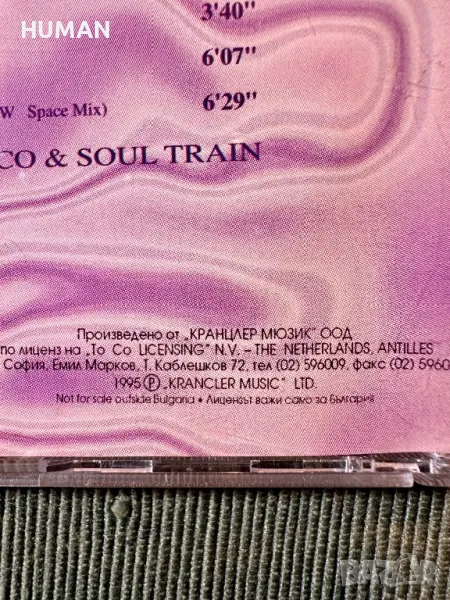 HUMAN
3'40"
6'07"
W Space Mix) 6'29"
CO & SOUL TRAIN
Произведено от „КРАНЦЛЕР МЮЗИК" ООД
по лиценз на „To Co LICENSING" N.V. – THE NETHERLANDS, ANTILLES
София, Емил Марков, Т. Каблешков 72, тел (02) 596009, факс (02) 5960
1995 Ⓟ „KRANCLER MUSIC" LTD.
Not for sale outside Bulgaria • Лицензът важи само за България